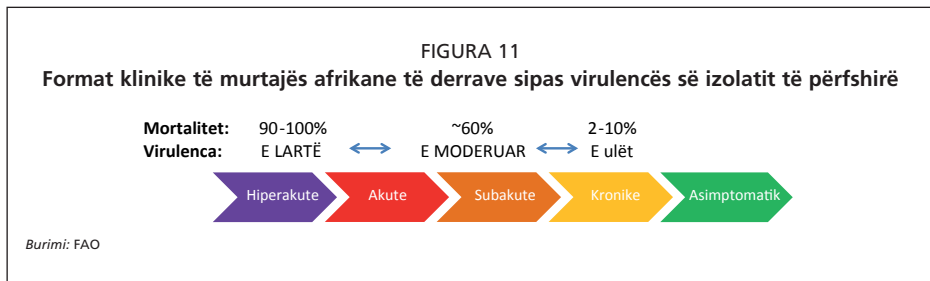 FIGURA 11
Format klinike të murtajës afrikane të derrave sipas virulencës së izolatit të përfshirë
Mortalitet: 90-100% ~60% 2-10%
Virulenca: E LARTË E MODERUAR E ulët
Hiperakute Akute Subakute Kronike Asimptomatik
Burimi: FAO